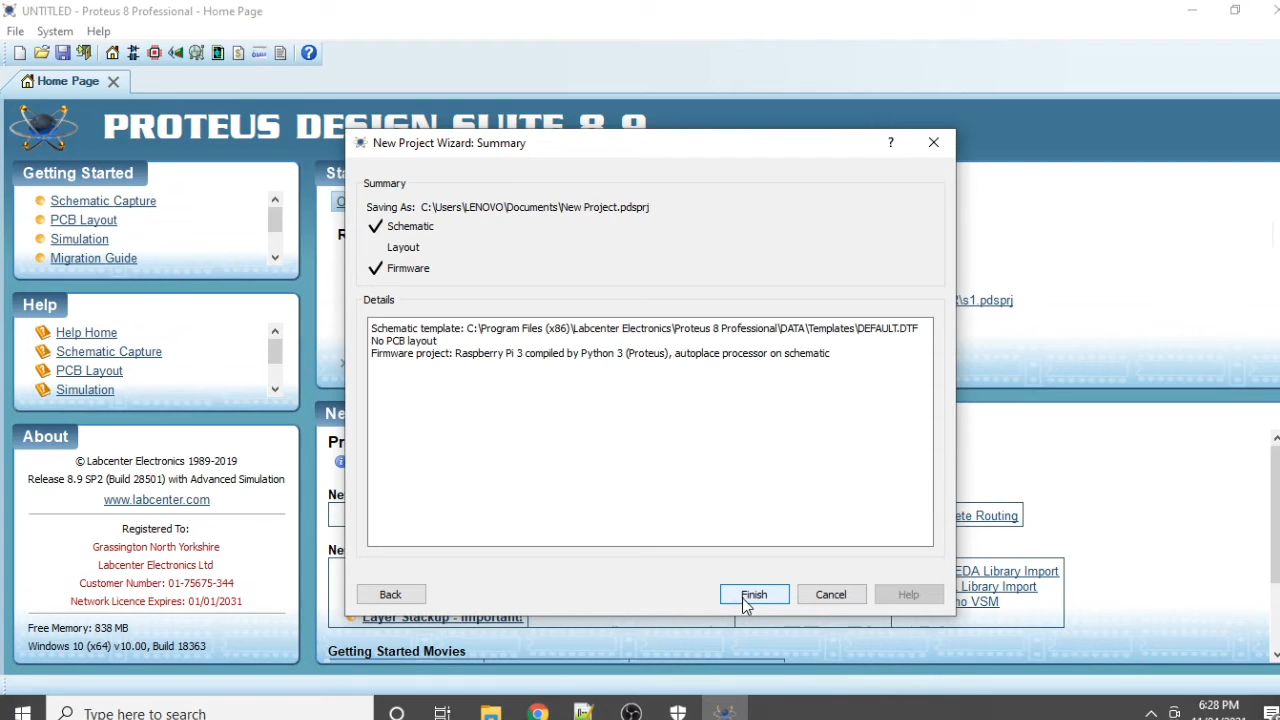 UNTITLED - Proteus 8 Professional - Home Page
File System Help
Home Page
PROTEUS DESIGN SUITE 8.9
Getting Started
Schematic Capture
PCB Layout
Simulation
Migration Guide
Help
Help Home
Schematic Capture
PCB Layout
Simulation
About
© Labcenter Electronics 1989-2019
Release 8.9 SP2 (Build 28501) with Advanced Simulation
www.labcenter.com
Registered To:
Grassington North Yorkshire
Labcenter Electronics Ltd
Customer Number: 01-75675-344
Network Licence Expires: 01/01/2031
Free Memory: 838 MB
Windows 10 (x64) v10.00, Build 18363
New Project Wizard: Summary
Summary
Saving As: C:\Users\LENOVO\Documents\New Project.pdsprj
Schematic
Layout
Firmware
Details
Schematic template: C:\Program Files (x86)\Labcenter Electronics\Proteus 8 Professional\DATA\Templates\DEFAULT.DTF
No PCB layout
Firmware project: Raspberry Pi 3 compiled by Python 3 (Proteus), autoplace processor on schematic
Back Finish Cancel Help
\s1.pdsprj
ete Routing
EDA Library Import
Library Import
no VSM
Layer Stackup - Important!
Getting Started Movies
Type here to search
6:28 PM